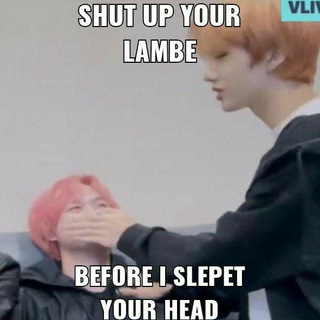 VLIV
SHUT UP YOUR
LAMBE
BEFORE I SLEPET
YOUR HEAD